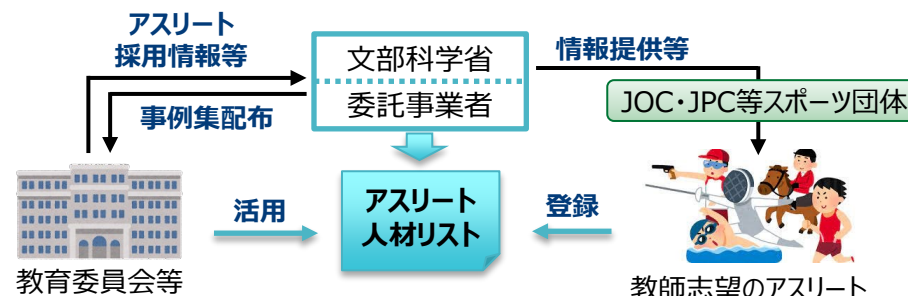 アスリート
採用情報等
文部科学省
委託事業者
情報提供等
事例集配布
JOC・JPC等スポーツ団体
活用
アスリート
人材リスト
登録
教育委員会等
教師志望のアスリート